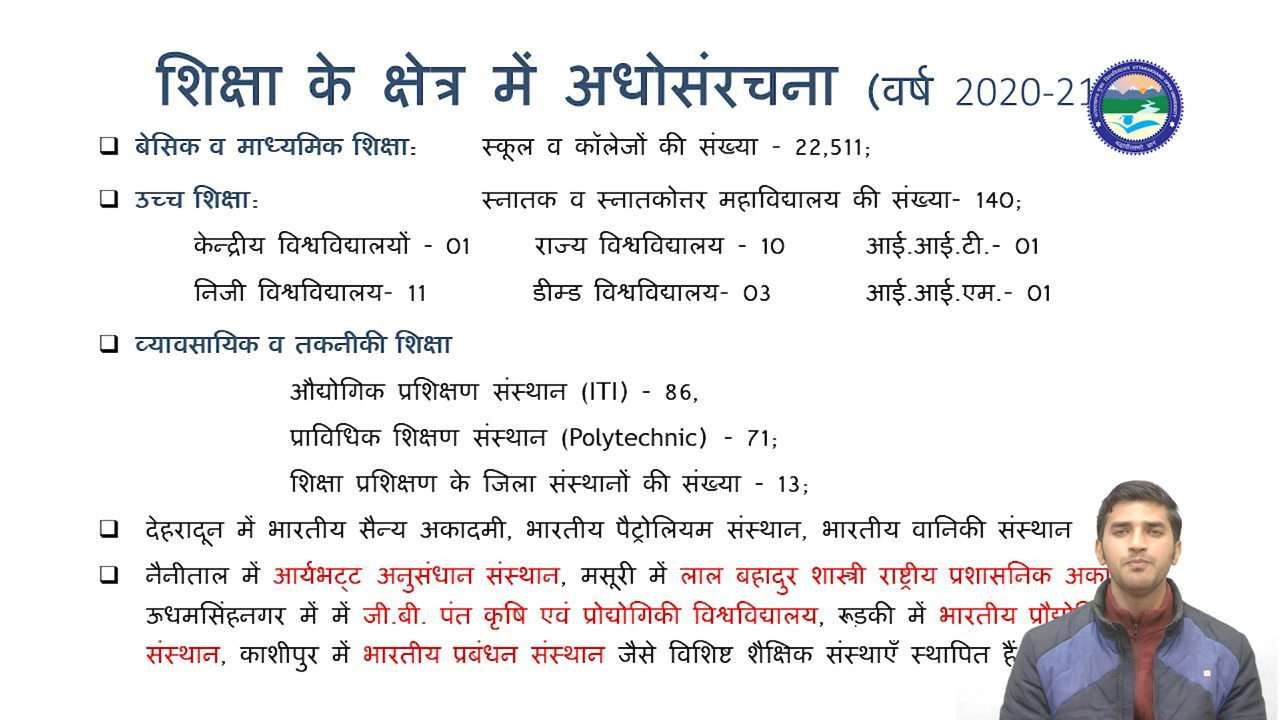 शिक्षा के क्षेत्र में अधोसंरचना (वर्ष 2020-21
❑ बेसिक व माध्यमिक शिक्षा: स्कूल व कॉलेजों की संख्या - 22,511;
❑ उच्च शिक्षा: स्नातक व स्नातकोत्तर महाविद्यालय की संख्या- 140;
केन्द्रीय विश्वविद्यालयों - 01 राज्य विश्वविद्यालय - 10 आई.आई.टी.- 01
निजी विश्वविद्यालय- 11 डीम्ड विश्वविद्यालय- 03 आई.आई.एम.- 01
❑ व्यावसायिक व तकनीकी शिक्षा
औद्योगिक प्रशिक्षण संस्थान (ITI) - 86,
प्राविधिक शिक्षण संस्थान (Polytechnic) - 71;
शिक्षा प्रशिक्षण के जिला संस्थानों की संख्या - 13;
❑ देहरादून में भारतीय सैन्य अकादमी, भारतीय पैट्रोलियम संस्थान, भारतीय वानिकी संस्थान
❑ नैनीताल में आर्यभट्ट अनुसंधान संस्थान, मसूरी में लाल बहादुर शास्त्री राष्ट्रीय प्रशासनिक
ऊधमसिंहनगर में में जी.बी. पंत कृषि एवं प्रोद्योगिकी विश्वविद्यालय, रूड़की में भारतीय
संस्थान, काशीपुर में भारतीय प्रबंधन संस्थान जैसे विशिष्ट शैक्षिक संस्थाएँ स्थापित हैं